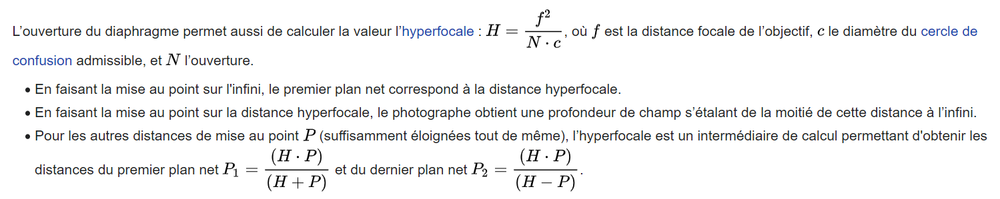 L’ouverture du diaphragme permet aussi de calculer la valeur l’hyperfocale : $H = \dfrac{f^2}{N \cdot c}$, où $f$ est la distance focale de l’objectif, $c$ le diamètre du cercle de
confusion admissible, et $N$ l’ouverture.
• En faisant la mise au point sur l'infini, le premier plan net correspond à la distance hyperfocale.
• En faisant la mise au point sur la distance hyperfocale, le photographe obtient une profondeur de champ s’étalant de la moitié de cette distance à l’infini.
• Pour les autres distances de mise au point $P$ (suffisamment éloignées tout de même), l’hyperfocale est un intermédiaire de calcul permettant d'obtenir les
distances du premier plan net $P_1 = \dfrac{(H \cdot P)}{(H + P)}$ et du dernier plan net $P_2 = \dfrac{(H \cdot P)}{(H - P)}$.